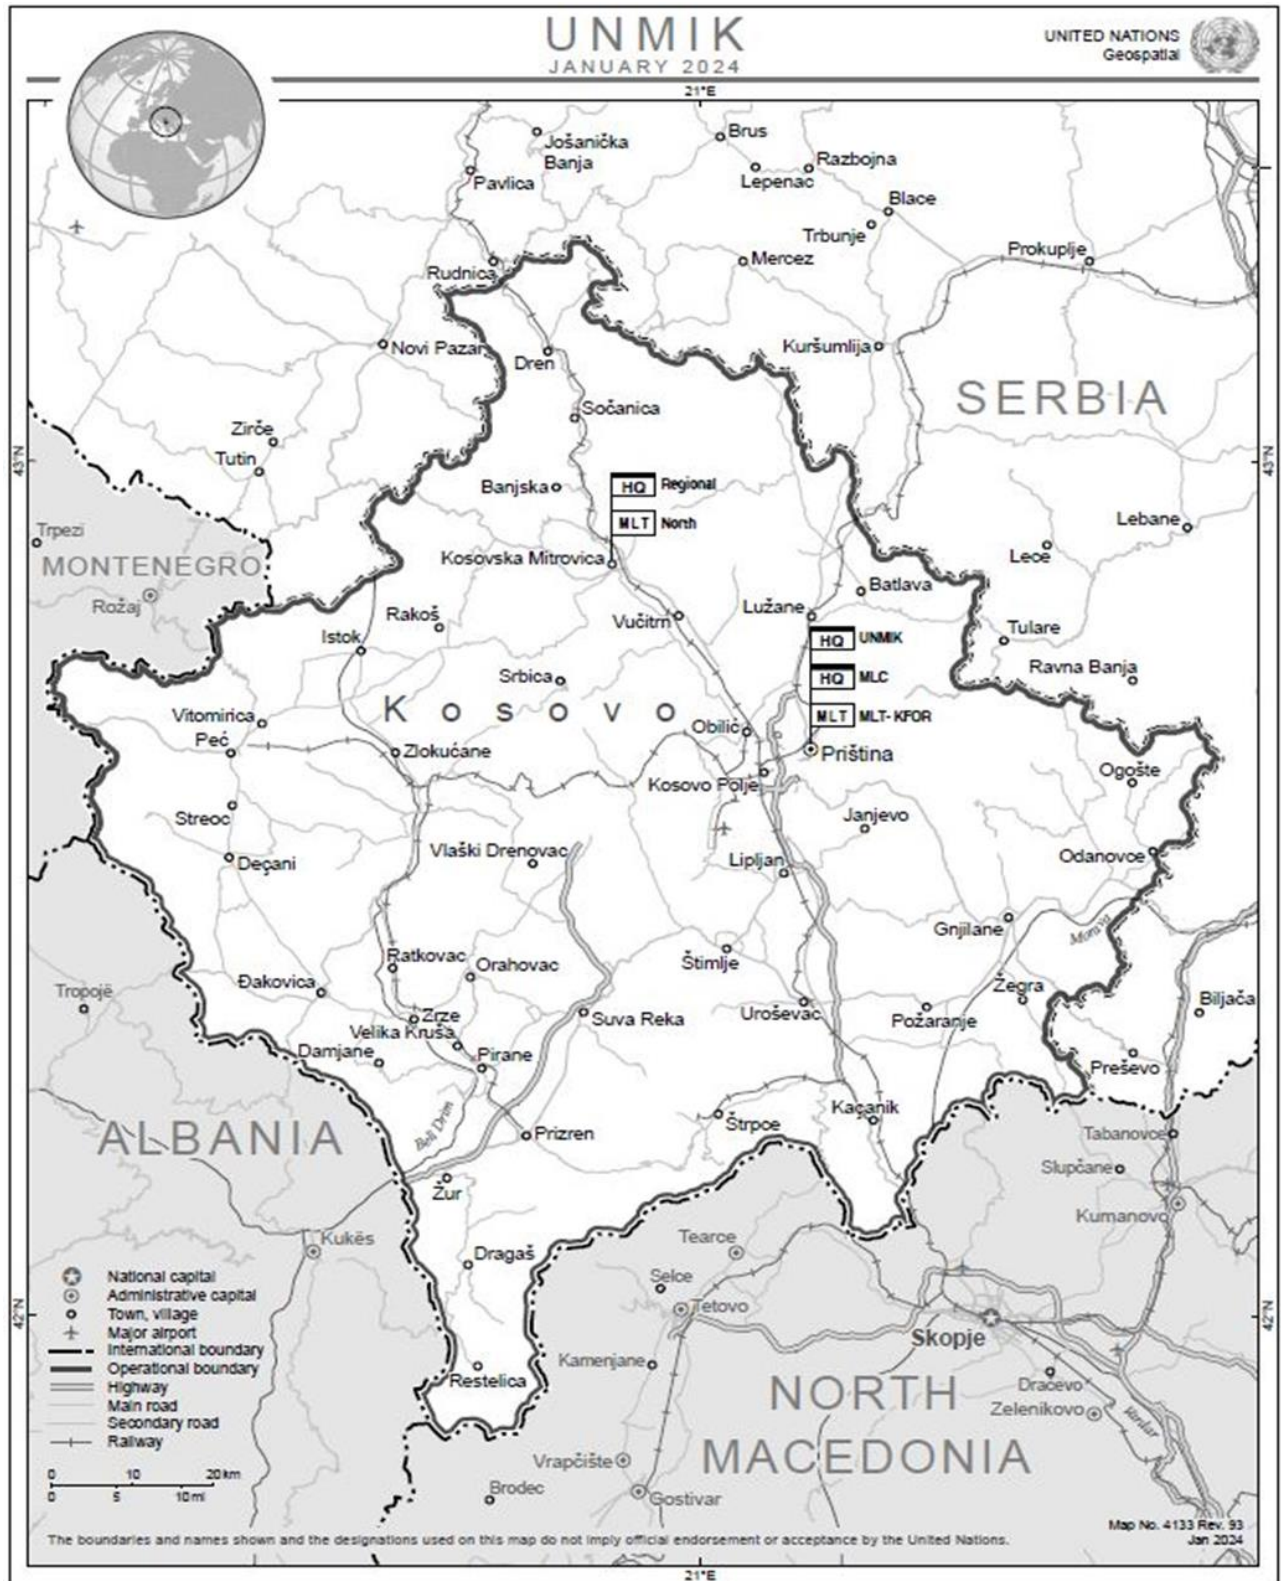 UNMIK
JANUARY 2024
UNITED NATIONS
Geospatial
21°E
Jošanička
Banja
Brus
Pavlica
Lepenac
Razbojna
Blace
Trbunje
Rudnica
Mercez
Prokuplje
Novi Pazar
Dren
Kuršumlija
SERBIA
Sočanica
Zirče
Tutin
43°N
43°N
Banjska
HQ Regional
MLT North
Lebane
Trpezi
MONTENEGRO
Kosovska Mitrovica
Lece
Rožaj
Batlava
Rakoš
Vučitrn
Lužane
Istok
HQ UNMIK
Tulare
Srbica
HQ MLC
Ravna Banja
Kosovo
Vitomirica
MLT MLT-KFOR
Peć
Zlokućane
Obilić
Priština
Kosovo Polje
Ogošte
Streoc
Janjevo
Deçani
Vlaški Drenovac
Lipljan
Odanovce
Gnjilane
Morava
Ratkovac
Orahovac
Štimlje
Đakovica
Žegra
Tropojë
Zrze
Suva Reka
Uroševac
Požaranje
Biljača
Velika Kruša
Damjane
Pirane
Preševo
Beli Drim
Kaçanik
ALBANIA
Prizren
Štrpce
Tabanovce
Žur
Slupčane
Kumanovo
Kukës
Dragaš
Tearce
Selce
Tetovo
Skopje
42°N
42°N
National capital
Administrative capital
Town, village
Major airport
International boundary
Operational boundary
Highway
Main road
Secondary road
Railway
Restelica
Kamenjane
NORTH
MACEDONIA
Dračevo
Zelenikovo
Vardar
0 10 20 km
0 5 10 mi
Vrapčište
Brodec
Gostivar
Map No. 4133 Rev. 93
Jan 2024
The boundaries and names shown and the designations used on this map do not imply official endorsement or acceptance by the United Nations.
21°E